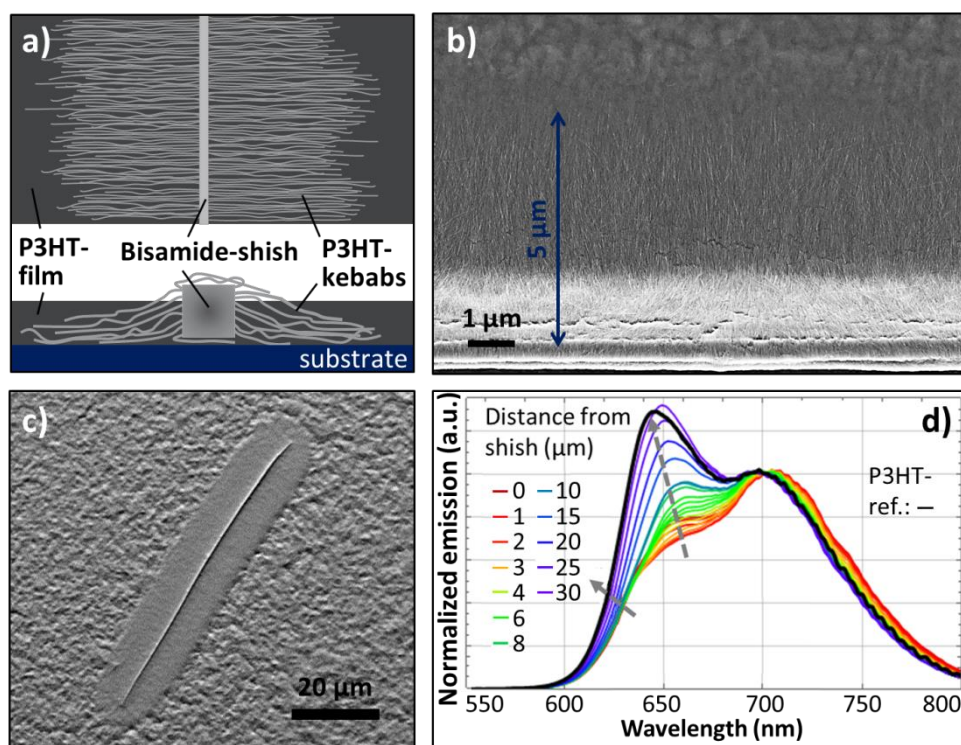 a)
P3HT-
film
Bisamide-shish
P3HT-
kebabs
substrate
b)
5 µm
1 µm
c)
20 µm
d)
Distance from
shish (µm)
0 10
1 15
2 20
3 25
4 30
6
8
P3HT-
ref.: –
Normalized emission (a.u.)
550 600 650 700 750 800
Wavelength (nm)